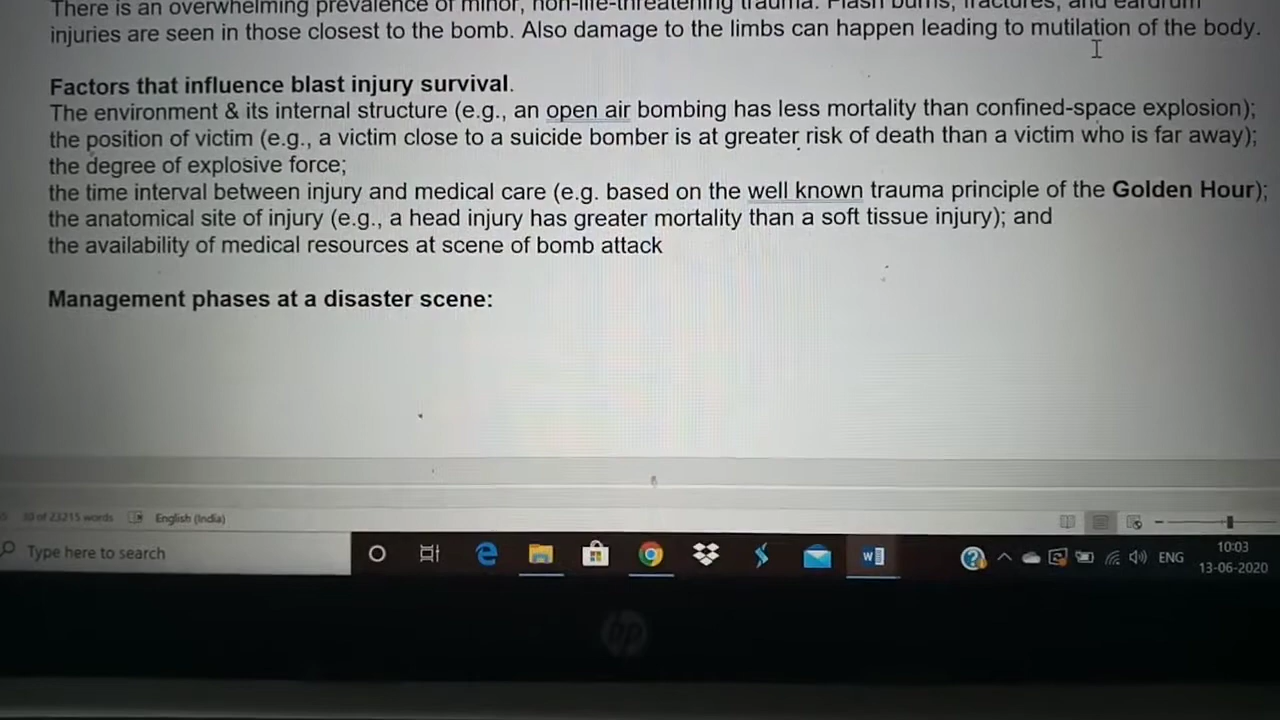 There is an overwhelming prevalence of minor, non-life-threatening trauma. Flash burns, fractures, and eardrum
injuries are seen in those closest to the bomb. Also damage to the limbs can happen leading to mutilation of the body.
Factors that influence blast injury survival.
The environment & its internal structure (e.g., an open air bombing has less mortality than confined-space explosion);
the position of victim (e.g., a victim close to a suicide bomber is at greater risk of death than a victim who is far away);
the degree of explosive force;
the time interval between injury and medical care (e.g. based on the well known trauma principle of the Golden Hour);
the anatomical site of injury (e.g., a head injury has greater mortality than a soft tissue injury); and
the availability of medical resources at scene of bomb attack
Management phases at a disaster scene:
of 23215 words English (India)
Type here to search
ENG
10:03
13-06-2020
hp